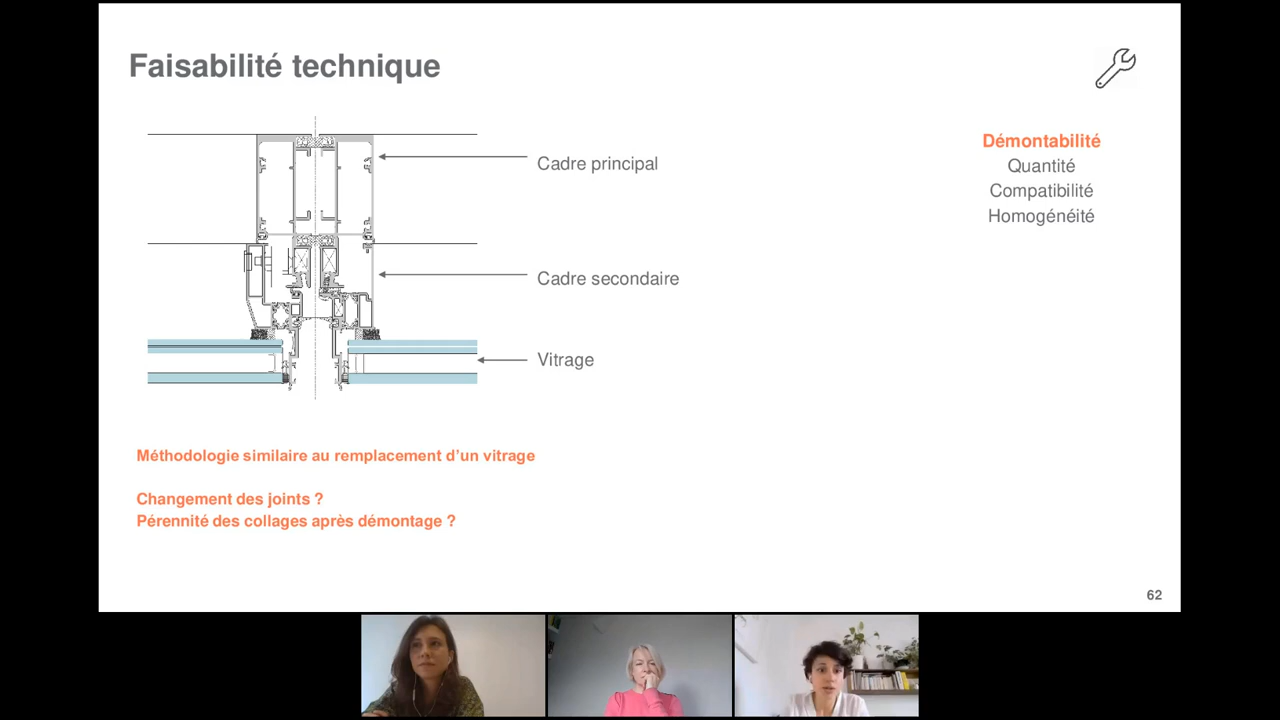 Faisabilité technique
Démontabilité
Quantité
Compatibilité
Homogénéité
Cadre principal
Cadre secondaire
Vitrage
Méthodologie similaire au remplacement d’un vitrage
Changement des joints ?
Pérennité des collages après démontage ?
62